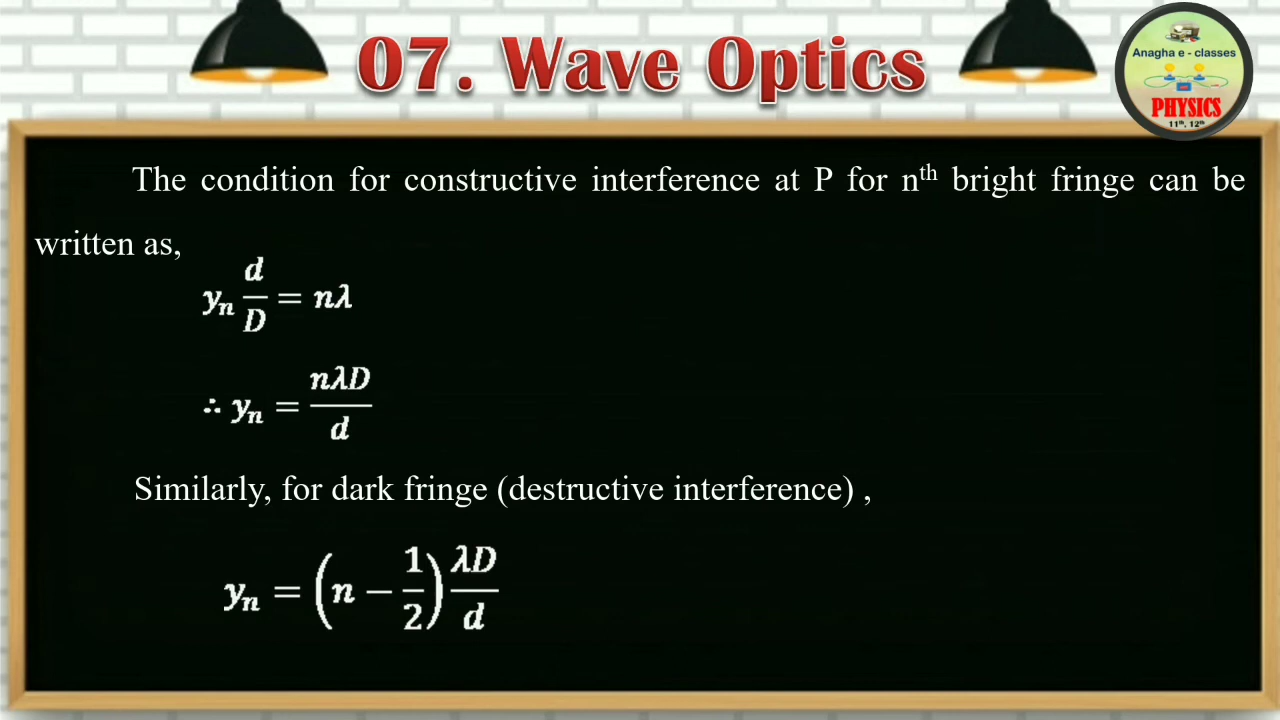 07. Wave Optics
Anagha e - classes
PHYSICS
11th, 12th
The condition for constructive interference at P for nth bright fringe can be
written as,
yₙ d/D = nλ
∴ yₙ = nλD/d
Similarly, for dark fringe (destructive interference) ,
yₙ = (n − 1/2) λD/d